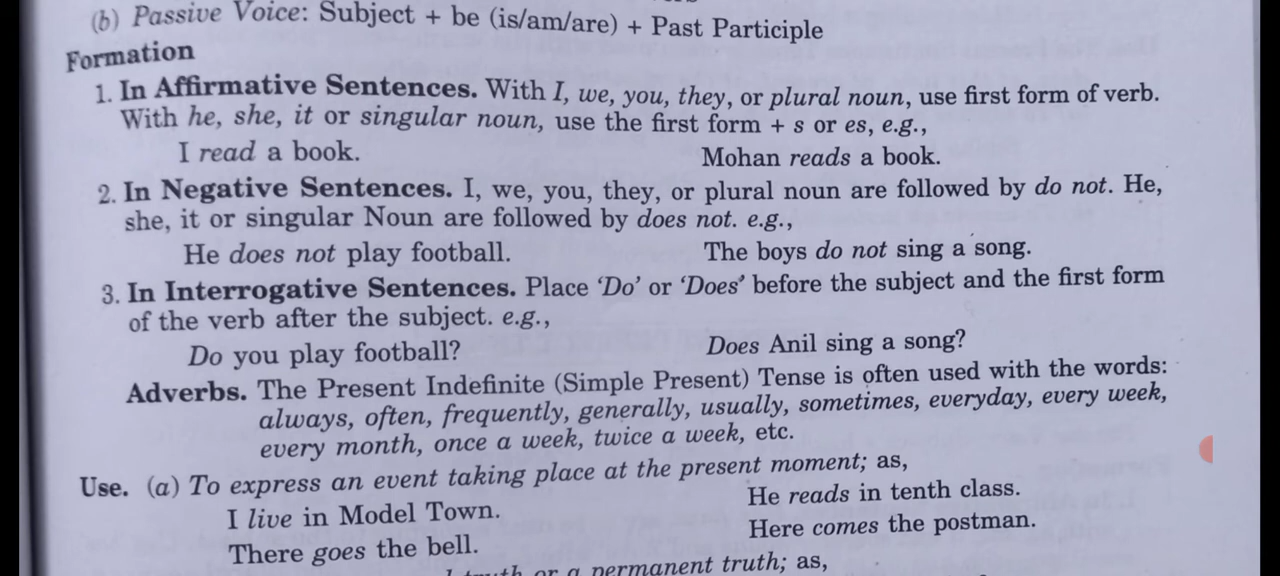 (b) Passive Voice: Subject + be (is/am/are) + Past Participle
Formation
1. In Affirmative Sentences. With I, we, you, they, or plural noun, use first form of verb.
With he, she, it or singular noun, use the first form + s or es, e.g.,
I read a book. Mohan reads a book.
2. In Negative Sentences. I, we, you, they, or plural noun are followed by do not. He,
she, it or singular Noun are followed by does not. e.g.,
He does not play football. The boys do not sing a song.
3. In Interrogative Sentences. Place ‘Do’ or ‘Does’ before the subject and the first form
of the verb after the subject. e.g.,
Do you play football? Does Anil sing a song?
Adverbs. The Present Indefinite (Simple Present) Tense is often used with the words:
always, often, frequently, generally, usually, sometimes, everyday, every week,
every month, once a week, twice a week, etc.
Use. (a) To express an event taking place at the present moment; as,
I live in Model Town. He reads in tenth class.
There goes the bell. Here comes the postman.
truth or a permanent truth; as,